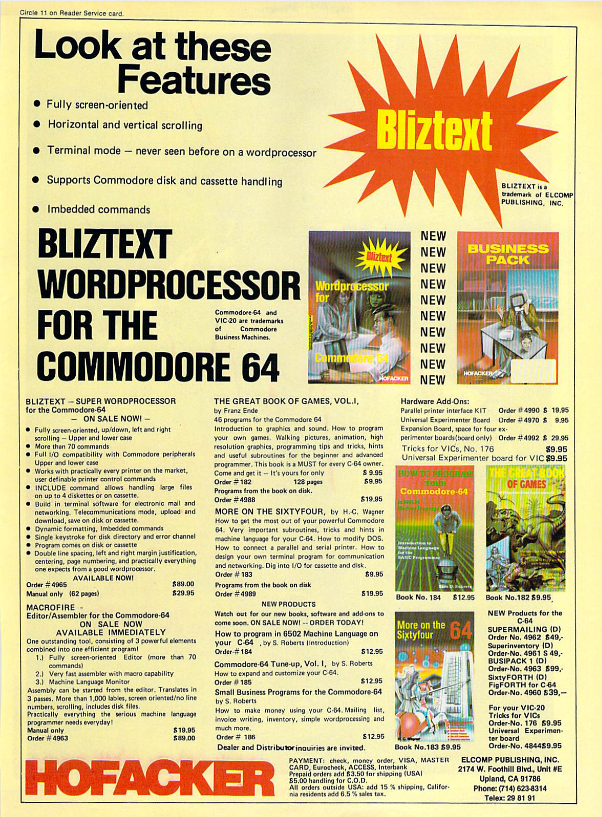 Circle 11 on Reader Service card.
Look at these
Features
● Fully screen-oriented
● Horizontal and vertical scrolling
● Terminal mode — never seen before on a wordprocessor
● Supports Commodore disk and cassette handling
● Imbedded commands
Bliztext
BLIZTEXT is a
trademark of ELCOMP
PUBLISHING, INC.
BLIZTEXT
WORDPROCESSOR
FOR THE
COMMODORE 64
Commodore-64 and
VIC-20 are trademarks
of Commodore
Business Machines.
Bliztext
Wordprocessor
for
Commodore-64
HOFACKER
NEW
NEW
NEW
NEW
NEW
NEW
NEW
NEW
NEW
NEW
BUSINESS
PACK
HOFACKER
BLIZTEXT — SUPER WORDPROCESSOR
for the Commodore-64
— ON SALE NOW! —
● Fully screen-oriented, up/down, left and right
scrolling — Upper and lower case
● More than 70 commands
● Full I/O compatibility with Commodore peripherals
Upper and lower case
● Works with practically every printer on the market,
user definable printer control commands
● INCLUDE command allows handling large files
on up to 4 diskettes or on cassette.
● Build in terminal software for electronic mail and
networking. Telecommunications mode, upload and
download, save on disk or cassette.
● Dynamic formatting, Imbedded commands
● Single keystroke for disk directory and error channel
● Program comes on disk or cassette
● Double line spacing, left and right margin justification,
centering, page numbering, and practically everything
one expects from a good wordprocessor.
AVAILABLE NOW!
Order #4965 $89.00
Manual only (62 pages) $29.95
MACROFIRE -
Editor/Assembler for the Commodore-64
ON SALE NOW
AVAILABLE IMMEDIATELY
One outstanding tool, consisting of 3 powerful elements
combined into one efficient program!
1.) Fully screen-oriented Editor (more than 70
commands)
2.) Very fast assembler with macro capability
3.) Machine Language Monitor
Assembly can be started from the editor. Translates in
3 passes. More than 1,000 lables, screen oriented/no line
numbers, scrolling, includes disk files.
Practically everything the serious machine language
programmer needs everyday!
Manual only $19.95
Order #4963 $89.00
THE GREAT BOOK OF GAMES, VOL.I,
by Franz Ende
46 programs for the Commodore 64
Introduction to graphics and sound. How to program
your own games. Walking pictures, animation, high
resolution graphics, programming tips and tricks, hints
and useful subroutines for the beginner and advanced
programmer. This book is a MUST for every C-64 owner.
Come and get it — It's yours for only $ 9.95
Order #182 128 pages $9.95
Programs from the book on disk.
Order #4988 $19.95
MORE ON THE SIXTYFOUR, by H.-C. Wagner
How to get the most out of your powerful Commodore
64. Very important subroutines, tricks and hints in
machine language for your C-64. How to modify DOS.
How to connect a parallel and serial printer. How to
design your own terminal program for communication
and networking. Dig into I/O for cassette and disk.
Order #183 $9.95
Programs from the book on disk
Order #4989 $19.95
NEW PRODUCTS
Watch out for our new books, software and add-ons to
come soon. ON SALE NOW! -- ORDER TODAY!
How to program in 6502 Machine Language on
your C-64 , by S. Roberts (Introduction)
Order-#184 $12.95
Commodore-64 Tune-up, Vol. I, by S. Roberts
How to expand and customize your C-64.
Order # 185 $12.95
Small Business Programs for the Commodore-64
by S. Roberts
How to make money using your C-64. Mailing list,
invoice writing, inventory, simple wordprocessing and
much more.
Order # 186 $12.95
Dealer and Distributor inquiries are invited.
Hardware Add-Ons:
Parallel printer interface KIT Order #4990 $ 19.95
Universal Experimenter Board Order #4970 $ 9.95
Expansion Board, space for four ex-
perimenter boards(board only) Order #4992 $ 29.95
Tricks for VICs, No. 176 $9.95
Universal Experimenter board for VIC $9.95
HOW TO PROGRAM
YOUR
Commodore-64
Introduction to
Machine Language
Book No. 184 $12.95
THE GREAT BOOK
OF GAMES
Book No.182 $9.95
More on the
Sixtyfour 64
Book No.183 $9.95
NEW Products for the
C-64
SUPERMAILING (D)
Order-No. 4962 $49,-
Superinventory (D)
Order-No. 4961 $ 49,-
BUSIPACK 1 (D)
Order-No. 4963 $99,-
SixtyFORTH (D)
FigFORTH for C-64
Order-No. 4960 $39,—
For your VIC-20
Tricks for VICs
Order-No. 176 $9.95
Universal Experimen-
ter board
Order-No. 4844$9.95
HOFACKER
PAYMENT: check, money order, VISA, MASTER
CARD, Eurocheck, ACCESS, Interbank
Prepaid orders add $3.50 for shipping (USA)
$5.00 handling for C.O.D.
All orders outside USA: add 15 % shipping, Califor-
nia residents add 6.5 % sales tax.
ELCOMP PUBLISHING, INC.
2174 W. Foothill Blvd., Unit #E
Upland, CA 91786
Phone: (714) 623-8314
Telex: 29 81 91